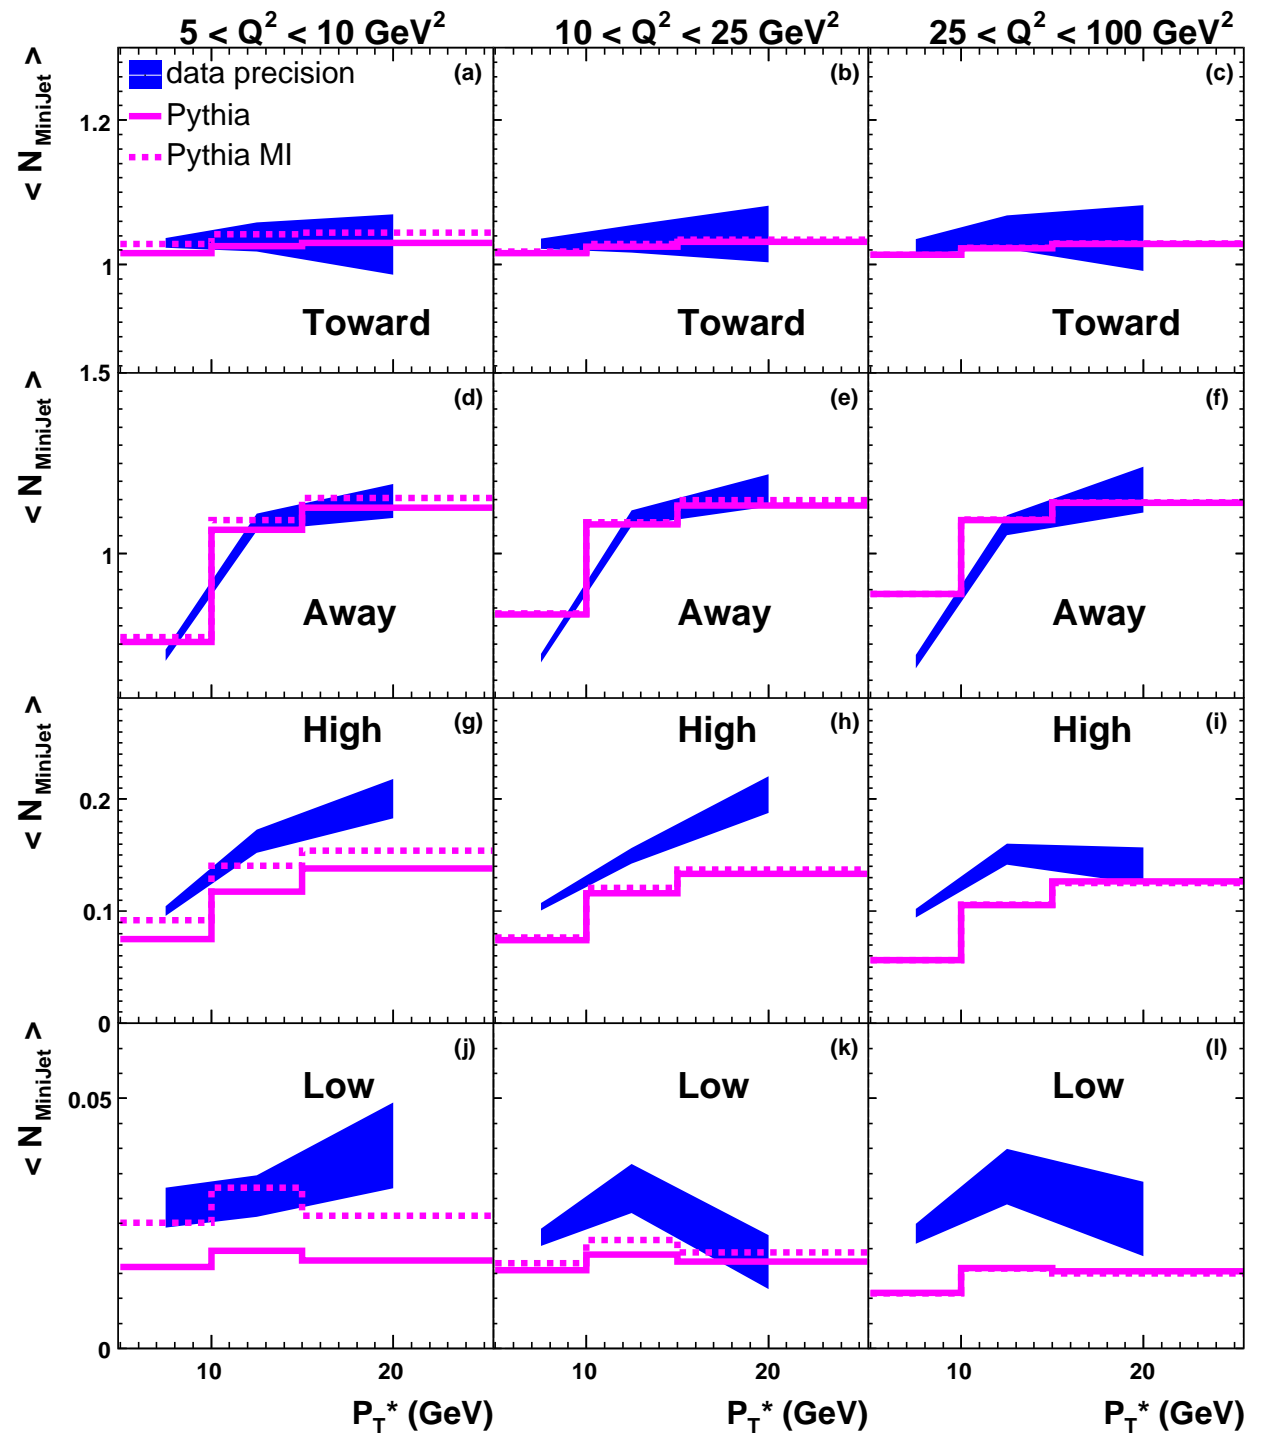 5 < Q² < 10 GeV² 10 < Q² < 25 GeV² 25 < Q² < 100 GeV²
< N_MiniJet >
data precision
Pythia
Pythia MI
(a) (b) (c)
1.2
1
Toward Toward Toward
< N_MiniJet >
1.5
(d) (e) (f)
1
Away Away Away
< N_MiniJet >
High (g) High (h) High (i)
0.2
0.1
0
< N_MiniJet >
(j) (k) (l)
Low Low Low
0.05
0
10 20 10 20 10 20
P_T* (GeV) P_T* (GeV) P_T* (GeV)